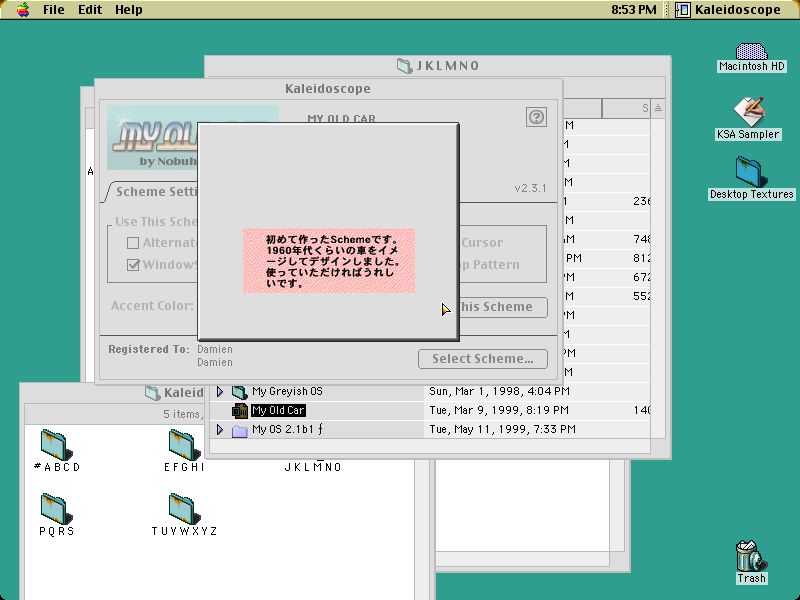 File Edit Help
8:53 PM
Kaleidoscope
JKLMNO
Kaleidoscope
MY OLD CAR
by Nobuh
v2.3.1
Scheme Setti
Use This Sche
Alternat
Window
Cursor
Pattern
Accent Color:
his Scheme
Registered To: Damien
Damien
Select Scheme...
初めて作ったSchemeです。
1960年代くらいの車をイメ
ージしてデザインしました。
使っていただければうれし
いです。
S
A
M
M
M
236
M
M 748
PM 812
M 672
M 552
PM
M
PM
M
My Greyish OS Sun, Mar 1, 1998, 4:04 PM
My Old Car Tue, Mar 9, 1999, 8:19 PM 140
My OS 2.1b1 ƒ Tue, May 11, 1999, 7:33 PM
Kaleid
5 items,
#ABCD
EFGHI
JKLMNO
PQRS
TUVWXYZ
Macintosh HD
KSA Sampler
Desktop Textures
Trash